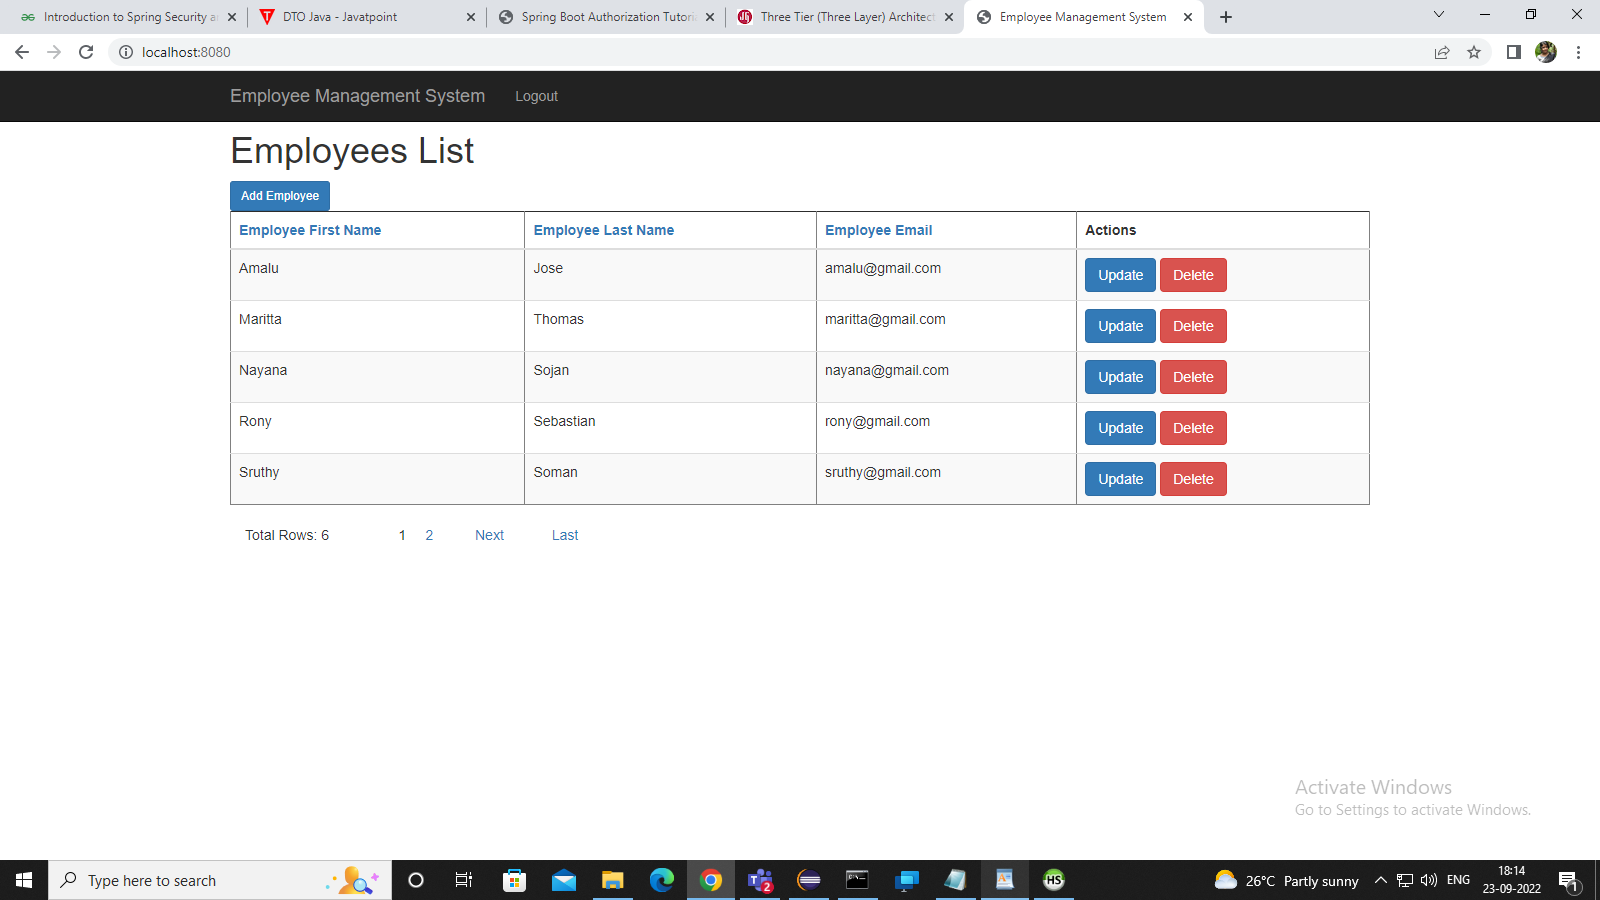 Introduction to Spring Security a
DTO Java - Javatpoint
Spring Boot Authorization Tutori
Three Tier (Three Layer) Architect
Employee Management System
localhost:8080
Employee Management System Logout
Employees List
Add Employee
Employee First Name Employee Last Name Employee Email Actions
Amalu Jose amalu@gmail.com Update Delete
Maritta Thomas maritta@gmail.com Update Delete
Nayana Sojan nayana@gmail.com Update Delete
Rony Sebastian rony@gmail.com Update Delete
Sruthy Soman sruthy@gmail.com Update Delete
Total Rows: 6 1 2 Next Last
Activate Windows
Go to Settings to activate Windows.
Type here to search
T 2
HS
26°C Partly sunny
ENG
18:14
23-09-2022
1